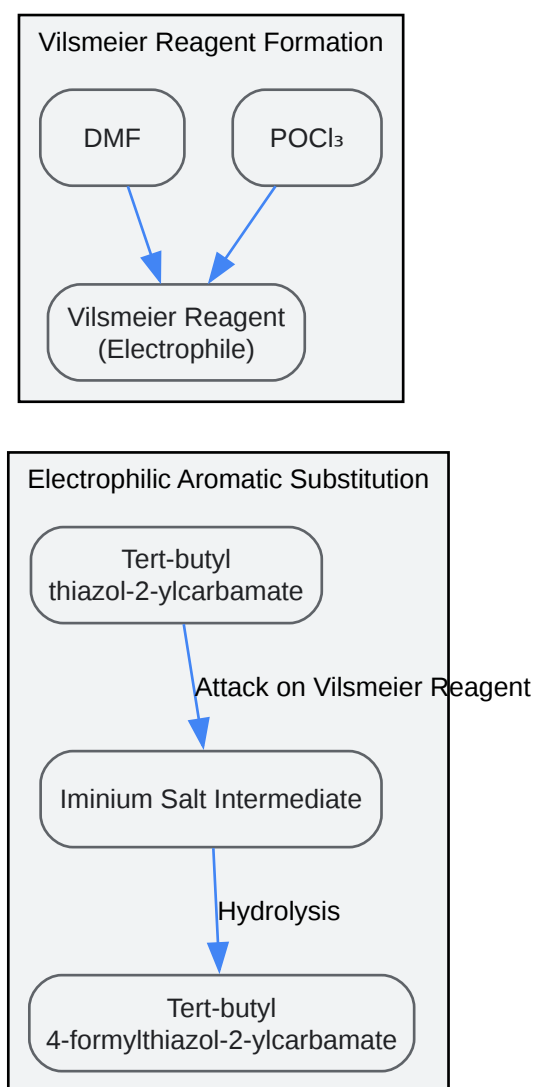 Vilsmeier Reagent Formation
DMF
POCl₃
Vilsmeier Reagent
(Electrophile)
Electrophilic Aromatic Substitution
Tert-butyl
thiazol-2-ylcarbamate
Attack on Vilsmeier Reagent
Iminium Salt Intermediate
Hydrolysis
Tert-butyl
4-formylthiazol-2-ylcarbamate